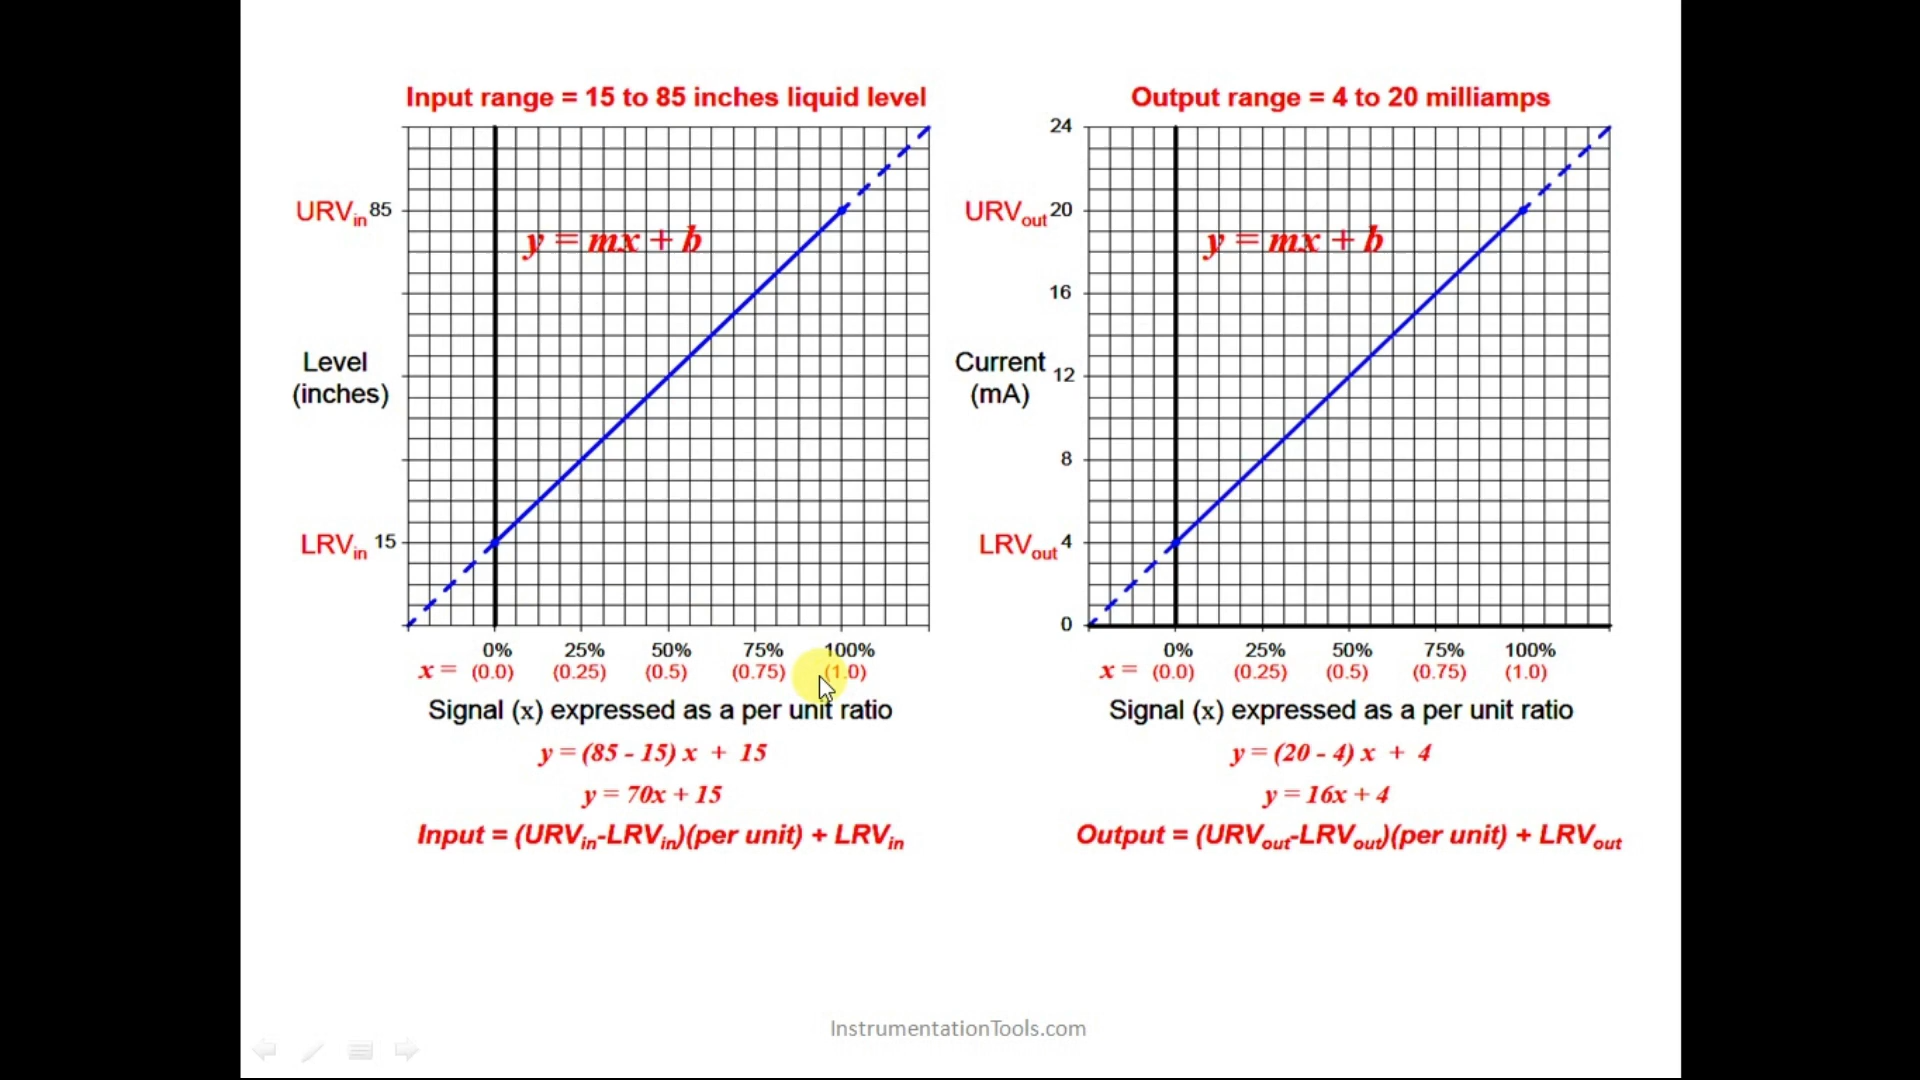 Input range = 15 to 85 inches liquid level
URVin 85
y = mx + b
Level
(inches)
LRVin 15
0% 25% 50% 75% 100%
x = (0.0) (0.25) (0.5) (0.75) (1.0)
Signal (x) expressed as a per unit ratio
y = (85 - 15) x + 15
y = 70x + 15
Input = (URVin-LRVin)(per unit) + LRVin
Output range = 4 to 20 milliamps
24
URVout 20
y = mx + b
16
Current
(mA)
12
8
LRVout 4
0
0% 25% 50% 75% 100%
x = (0.0) (0.25) (0.5) (0.75) (1.0)
Signal (x) expressed as a per unit ratio
y = (20 - 4) x + 4
y = 16x + 4
Output = (URVout-LRVout)(per unit) + LRVout
InstrumentationTools.com